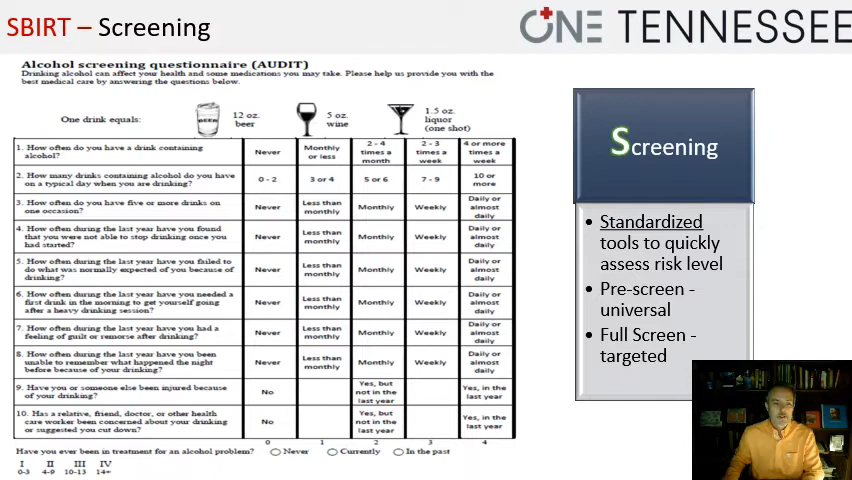 SBIRT – Screening
ONE TENNESSEE
Alcohol screening questionnaire (AUDIT)
Drinking alcohol can affect your health and some medications you may take. Please help us provide you with the
best medical care by answering the questions below.
One drink equals:
BEER
12 oz.
beer
5 oz.
wine
1.5 oz.
liquor
(one shot)
1. How often do you have a drink containing
alcohol?
Never
Monthly
or less
2 - 4
times a
month
2 - 3
times a
week
4 or more
times a
week
2. How many drinks containing alcohol do you have
on a typical day when you are drinking?
0 - 2
3 or 4
5 or 6
7 - 9
10 or
more
3. How often do you have five or more drinks on
one occasion?
Never
Less than
monthly
Monthly
Weekly
Daily or
almost
daily
4. How often during the last year have you found
that you were not able to stop drinking once you
had started?
Never
Less than
monthly
Monthly
Weekly
Daily or
almost
daily
5. How often during the last year have you failed to
do what was normally expected of you because of
drinking?
Never
Less than
monthly
Monthly
Weekly
Daily or
almost
daily
6. How often during the last year have you needed a
first drink in the morning to get yourself going
after a heavy drinking session?
Never
Less than
monthly
Monthly
Weekly
Daily or
almost
daily
7. How often during the last year have you had a
feeling of guilt or remorse after drinking?
Never
Less than
monthly
Monthly
Weekly
Daily or
almost
daily
8. How often during the last year have you been
unable to remember what happened the night
before because of your drinking?
Never
Less than
monthly
Monthly
Weekly
Daily or
almost
daily
9. Have you or someone else been injured because
of your drinking?
No
Yes, but
not in the
last year
Yes, in the
last year
10. Has a relative, friend, doctor, or other health
care worker been concerned about your drinking
or suggested you cut down?
No
Yes, but
not in the
last year
Yes, in the
last year
0 1 2 3 4
Have you ever been in treatment for an alcohol problem? Never Currently In the past
I II III IV
0-3 4-9 10-13 14+
Screening
• Standardized
tools to quickly
assess risk level
• Pre-screen -
universal
• Full Screen -
targeted